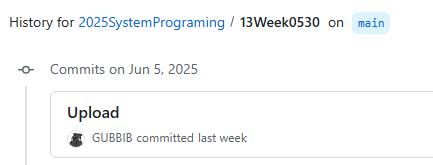 History for 2025SystemPrograming / 13Week0530 on main
Commits on Jun 5, 2025
Upload
GUBBIB committed last week